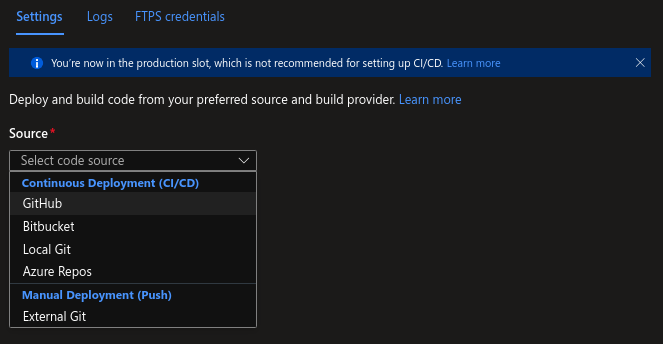 Settings Logs FTPS credentials
You're now in the production slot, which is not recommended for setting up CI/CD. Learn more
Deploy and build code from your preferred source and build provider. Learn more
Source*
Select code source
Continuous Deployment (CI/CD)
GitHub
Bitbucket
Local Git
Azure Repos
Manual Deployment (Push)
External Git